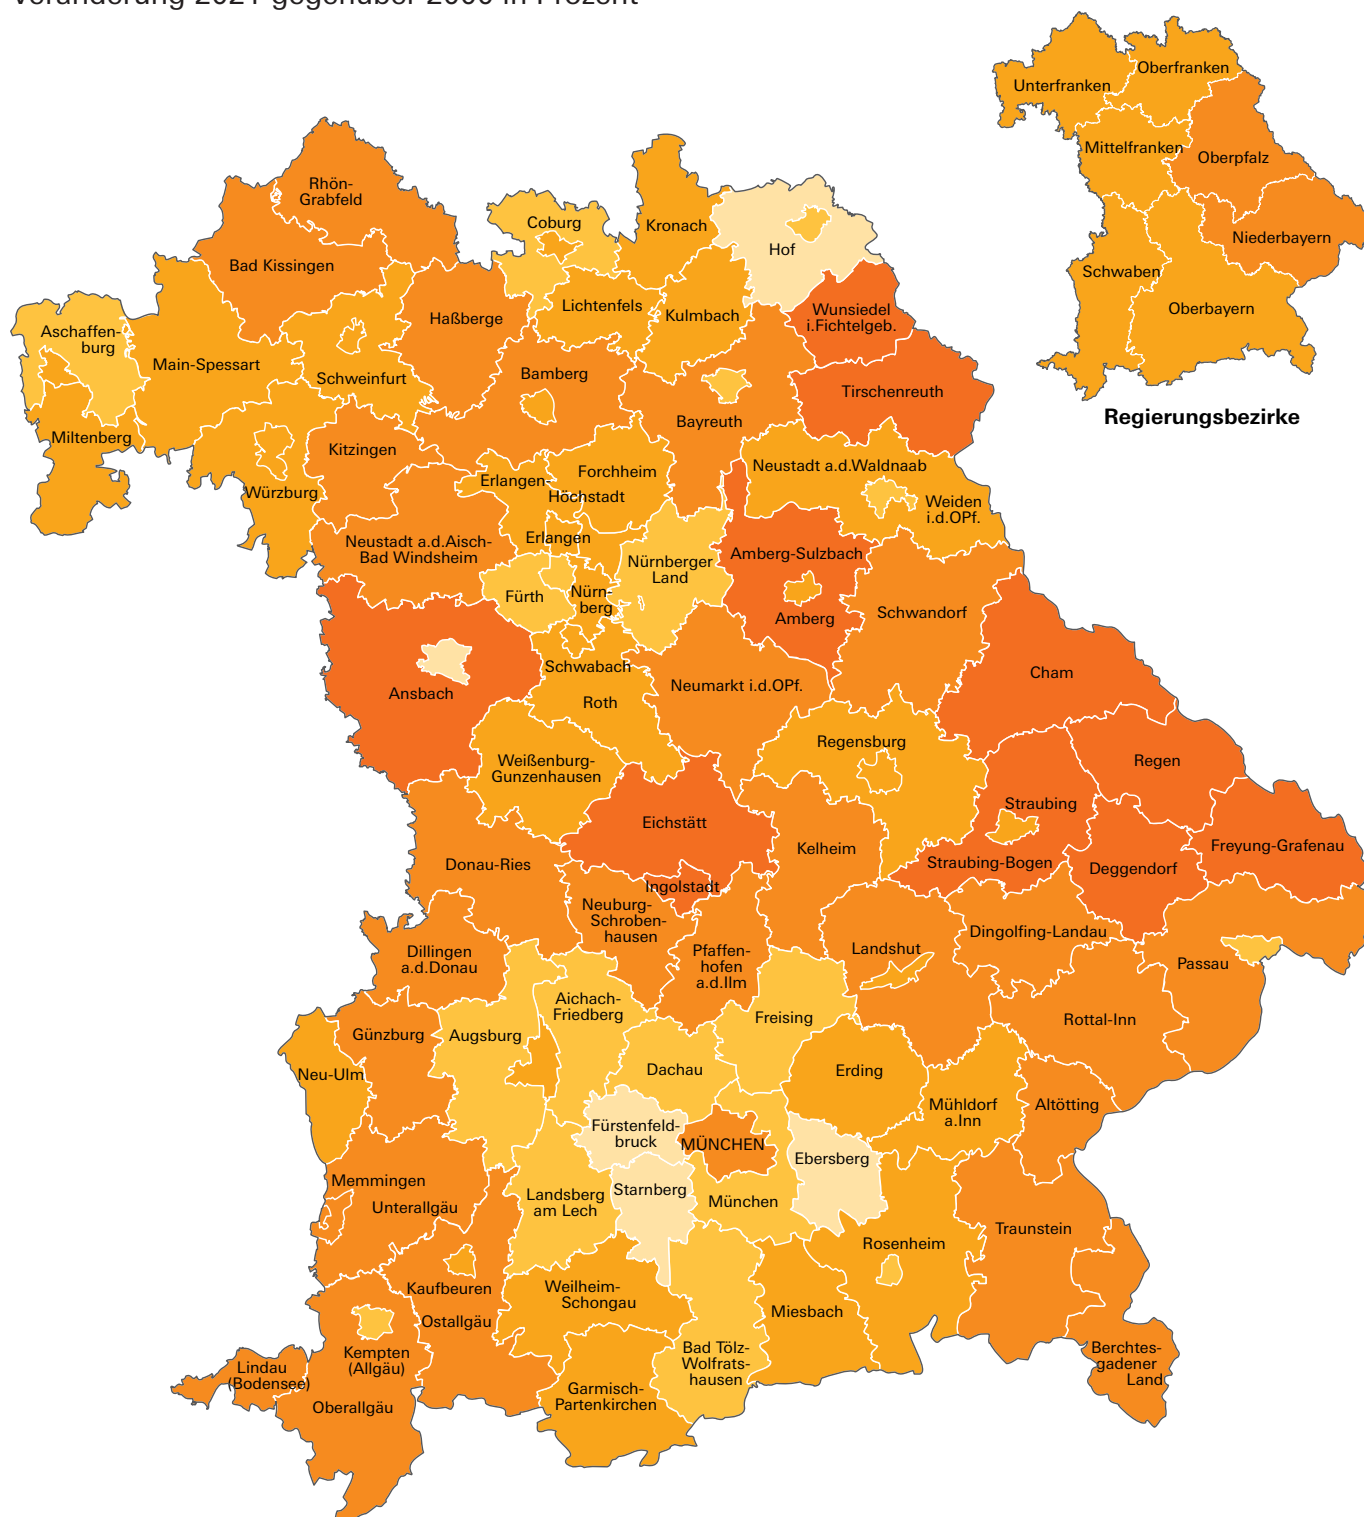 Veränderung 2021 gegenüber 2000 in Prozent
Unterfranken
Oberfranken
Mittelfranken
Oberpfalz
Niederbayern
Schwaben
Oberbayern
Regierungsbezirke
Rhön-
Grabfeld
Coburg
Kronach
Hof
Bad Kissingen
Lichtenfels
Kulmbach
Wunsiedel
i.Fichtelgeb.
Haßberge
Aschaffen-
burg
Main-Spessart
Schweinfurt
Bamberg
Tirschenreuth
Bayreuth
Miltenberg
Kitzingen
Würzburg
Erlangen-
Höchstadt
Forchheim
Neustadt a.d.Waldnaab
Weiden
i.d.OPf.
Neustadt a.d.Aisch-
Bad Windsheim
Erlangen
Nürnberger
Land
Amberg-Sulzbach
Fürth
Nürn-
berg
Amberg
Schwandorf
Schwabach
Ansbach
Roth
Neumarkt i.d.OPf.
Cham
Regensburg
Weißenburg-
Gunzenhausen
Regen
Straubing
Eichstätt
Kelheim
Freyung-Grafenau
Donau-Ries
Straubing-Bogen
Deggendorf
Ingolstadt
Neuburg-
Schroben-
hausen
Dingolfing-Landau
Landshut
Dillingen
a.d.Donau
Pfaffen-
hofen
a.d.Ilm
Passau
Aichach-
Friedberg
Freising
Rottal-Inn
Günzburg
Augsburg
Neu-Ulm
Dachau
Erding
Mühldorf
a.Inn
Altötting
Fürstenfeld-
bruck
MÜNCHEN
Ebersberg
Memmingen
Unterallgäu
Landsberg
am Lech
Starnberg
München
Traunstein
Rosenheim
Kaufbeuren
Ostallgäu
Weilheim-
Schongau
Miesbach
Kempten
(Allgäu)
Lindau
(Bodensee)
Oberallgäu
Bad Tölz-
Wolfrats-
hausen
Garmisch-
Partenkirchen
Berchtes-
gadener
Land